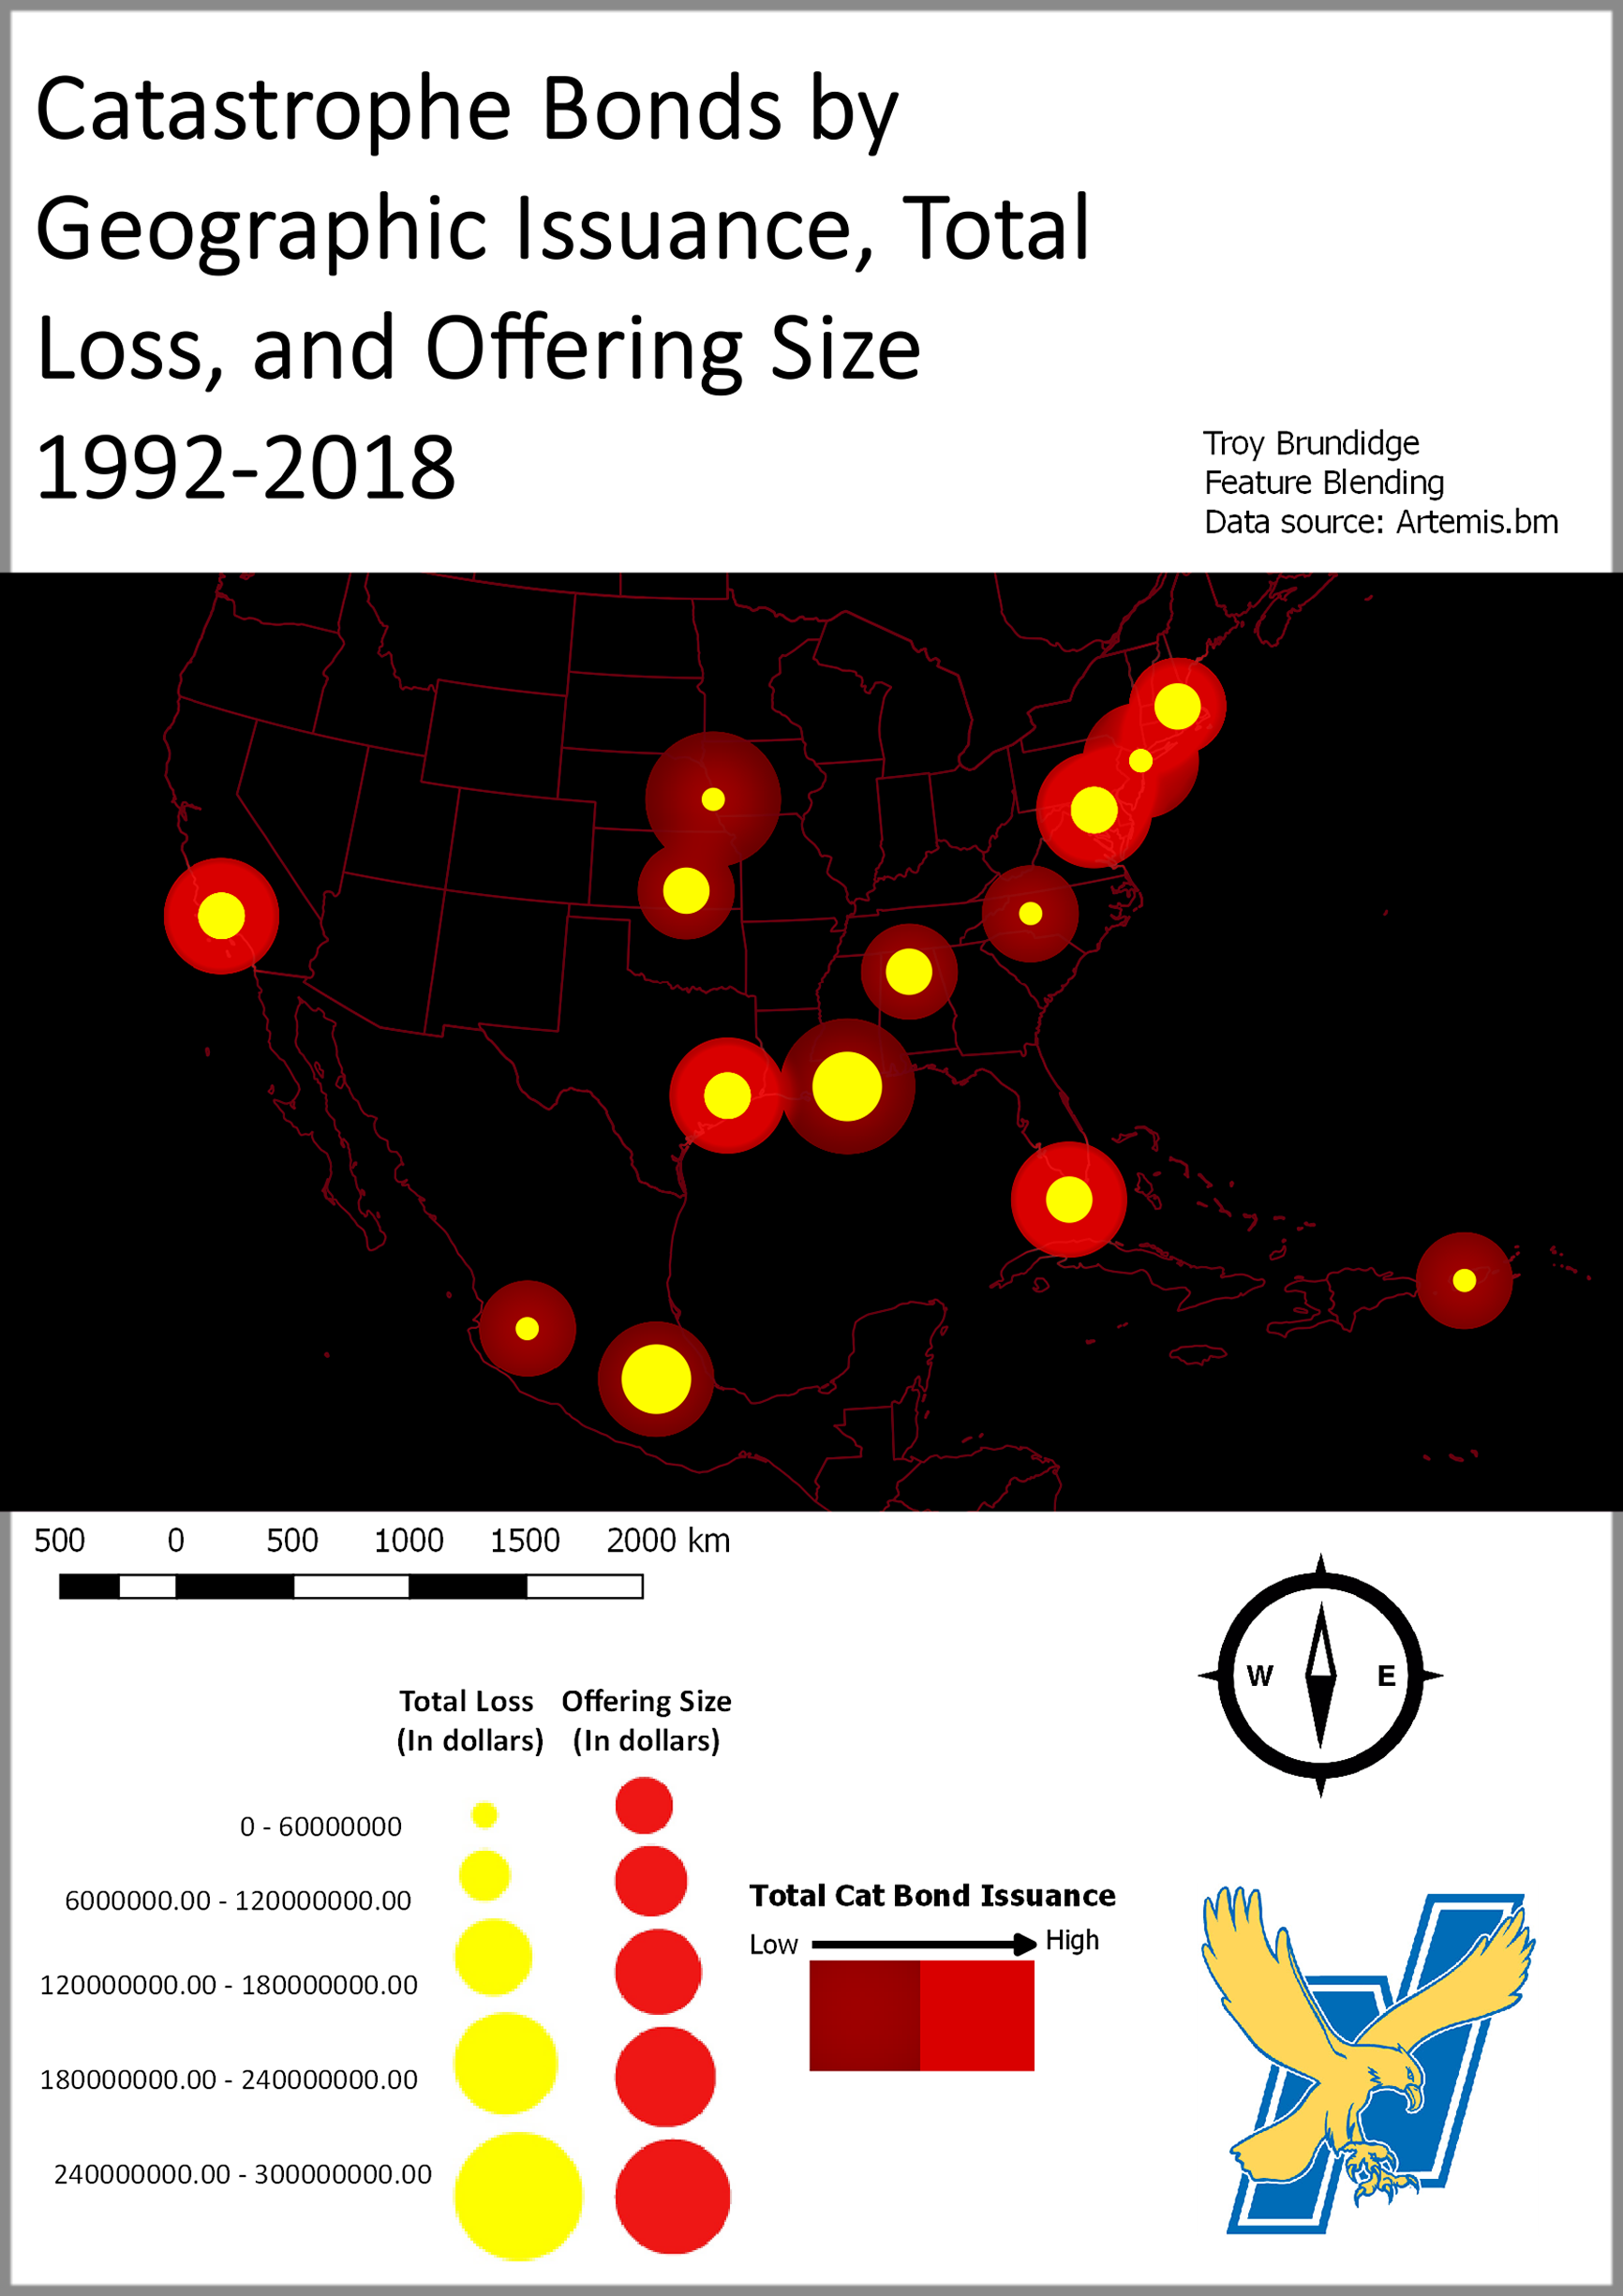 Catastrophe Bonds by
Geographic Issuance, Total
Loss, and Offering Size
1992-2018
Troy Brundidge
Feature Blending
Data source: Artemis.bm
500 0 500 1000 1500 2000 km
W E
Total Loss Offering Size
(In dollars) (In dollars)
0 - 60000000
6000000.00 - 120000000.00
120000000.00 - 180000000.00
180000000.00 - 240000000.00
240000000.00 - 300000000.00
Total Cat Bond Issuance
Low High